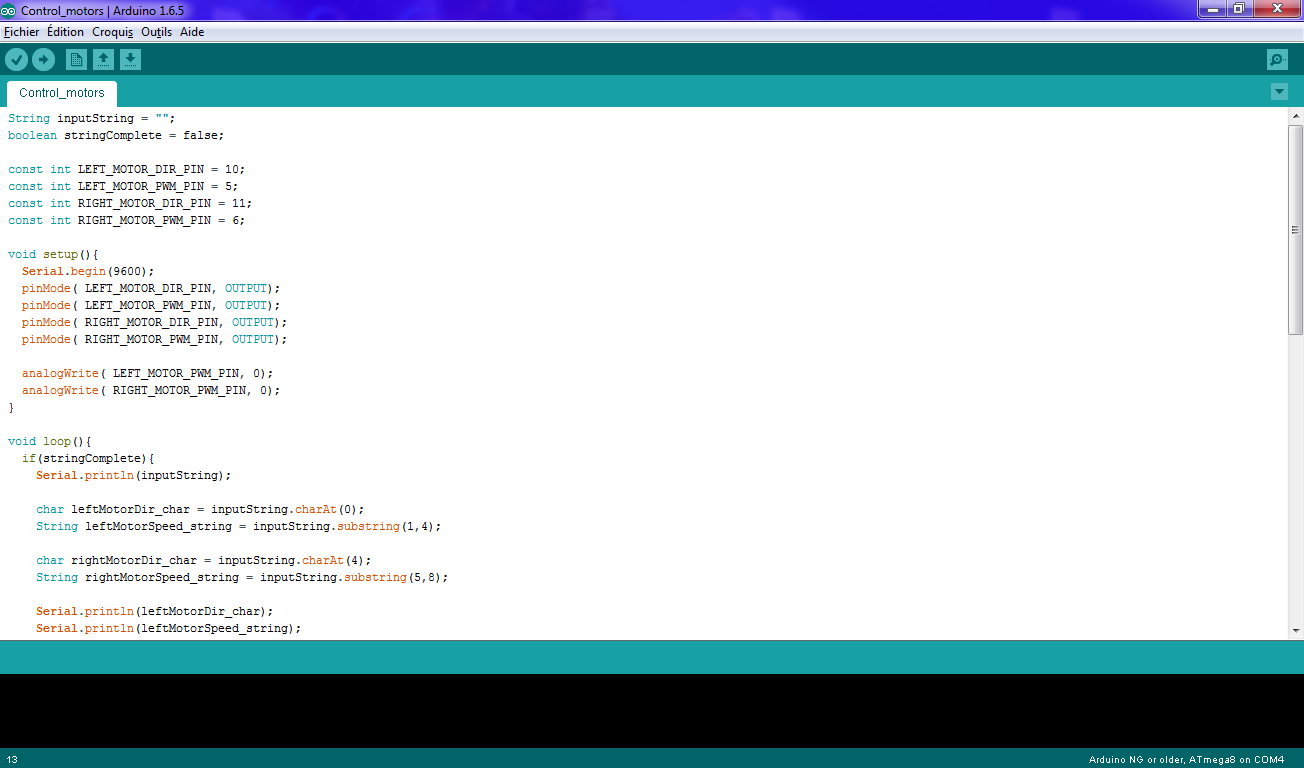 Control_motors | Arduino 1.6.5
Fichier Édition Croquis Outils Aide
Control_motors
String inputString = "";
boolean stringComplete = false;
const int LEFT_MOTOR_DIR_PIN = 10;
const int LEFT_MOTOR_PWM_PIN = 5;
const int RIGHT_MOTOR_DIR_PIN = 11;
const int RIGHT_MOTOR_PWM_PIN = 6;
void setup(){
  Serial.begin(9600);
  pinMode( LEFT_MOTOR_DIR_PIN, OUTPUT);
  pinMode( LEFT_MOTOR_PWM_PIN, OUTPUT);
  pinMode( RIGHT_MOTOR_DIR_PIN, OUTPUT);
  pinMode( RIGHT_MOTOR_PWM_PIN, OUTPUT);
  analogWrite( LEFT_MOTOR_PWM_PIN, 0);
  analogWrite( RIGHT_MOTOR_PWM_PIN, 0);
}
void loop(){
  if(stringComplete){
    Serial.println(inputString);
    char leftMotorDir_char = inputString.charAt(0);
    String leftMotorSpeed_string = inputString.substring(1,4);
    char rightMotorDir_char = inputString.charAt(4);
    String rightMotorSpeed_string = inputString.substring(5,8);
    Serial.println(leftMotorDir_char);
    Serial.println(leftMotorSpeed_string);
13
Arduino NG or older, ATmega8 on COM4